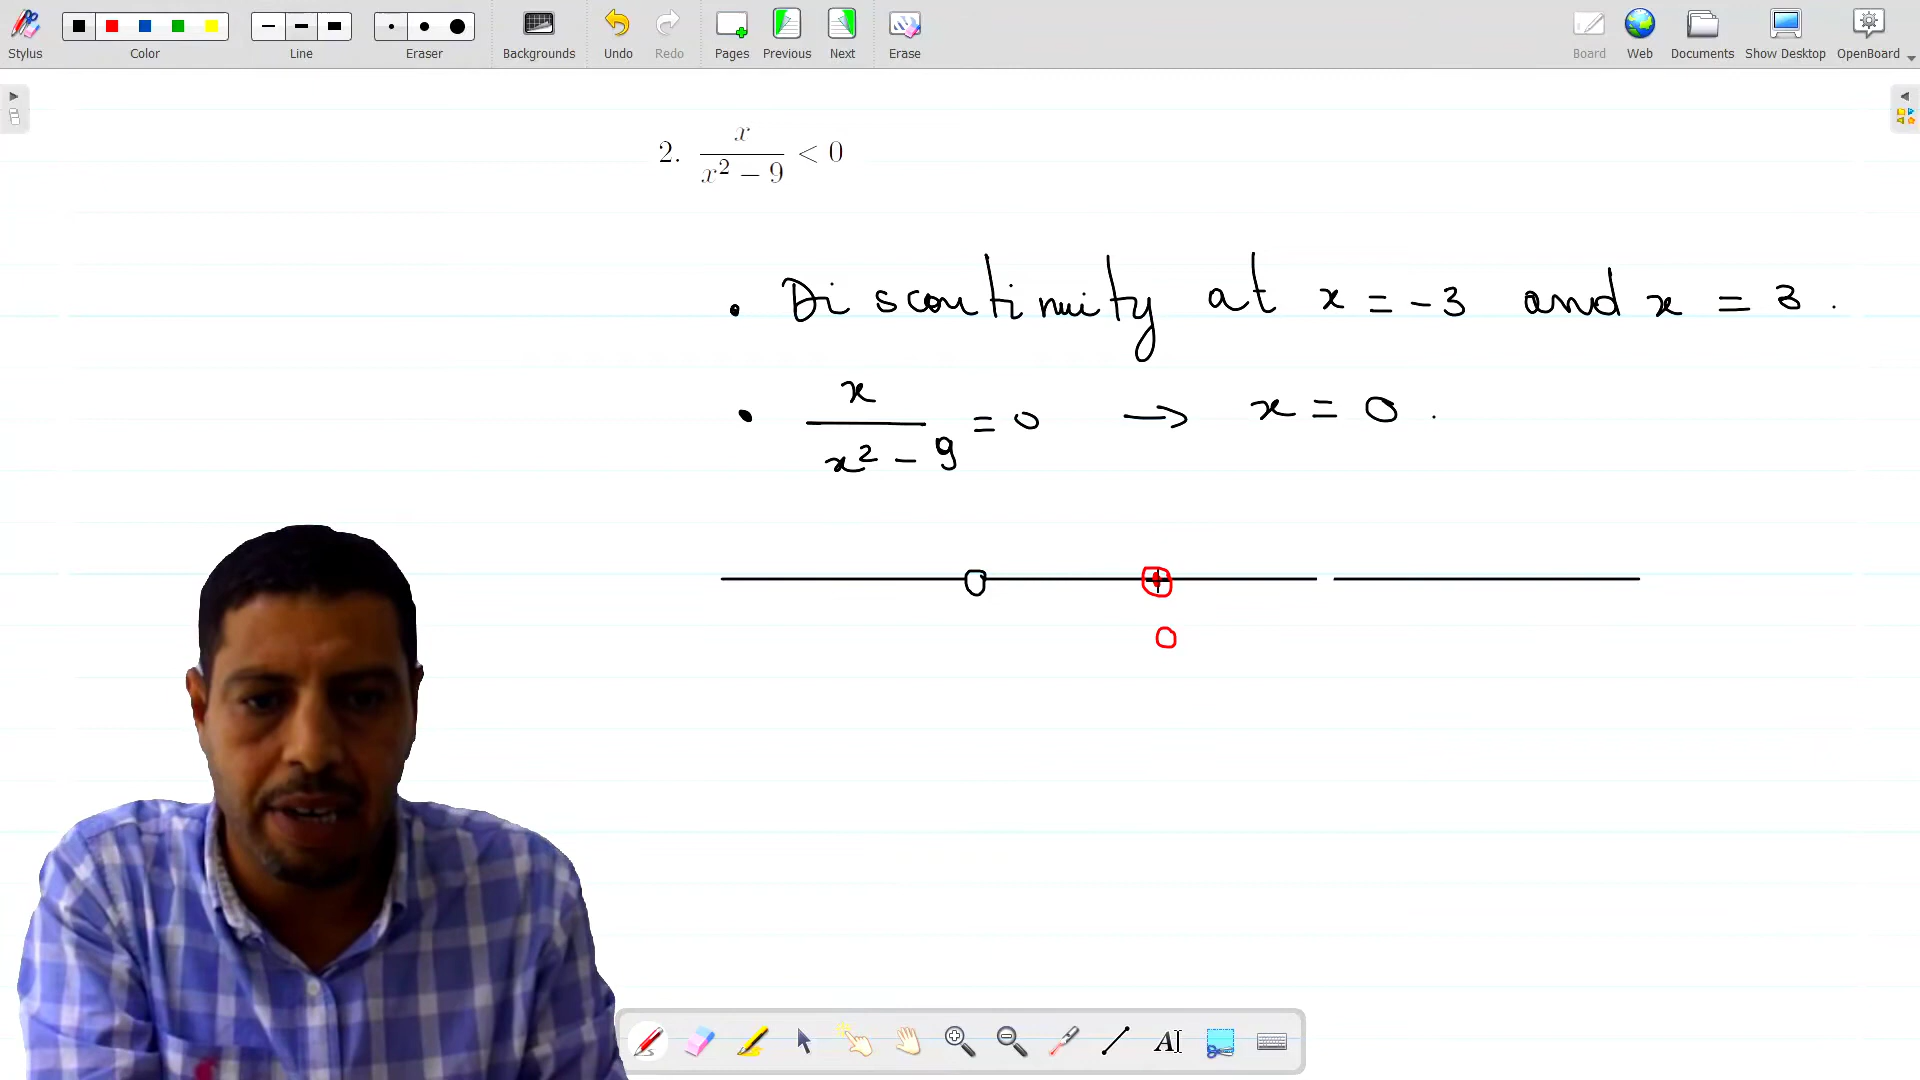 Stylus Color Line Eraser Backgrounds Undo Redo Pages Previous Next Erase Board Web Documents Show Desktop OpenBoard
2. x / x² − 9 < 0
• Discontinuity at x = -3 and x = 3 .
• x / x² - 9 = 0 → x = 0 .
0